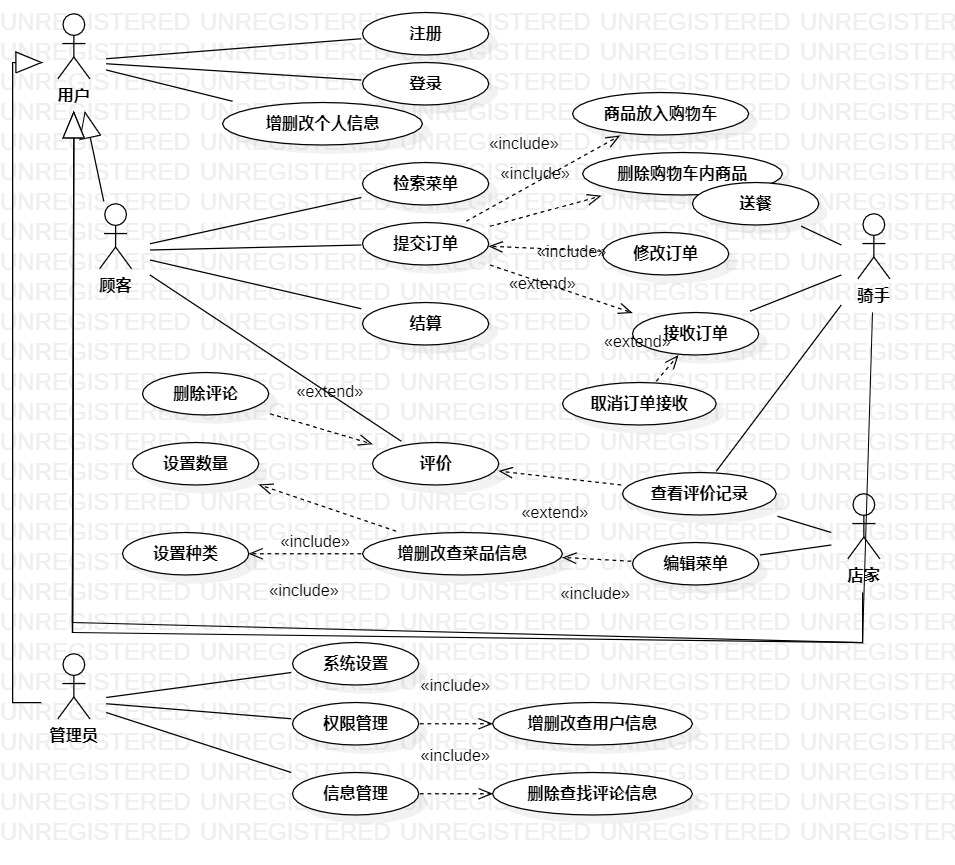 注册
用户
登录
增删改个人信息
商品放入购物车
«include»
«include»
删除购物车内商品
检索菜单
送餐
顾客
提交订单
«include»
修改订单
骑手
«extend»
结算
接收订单
«extend»
删除评论
«extend»
取消订单接收
设置数量
评价
查看评价记录
«extend»
«include»
设置种类
增删改查菜品信息
编辑菜单
店家
«include»
«include»
系统设置
«include»
管理员
权限管理
增删改查用户信息
«include»
信息管理
删除查找评论信息
UNREGISTERED